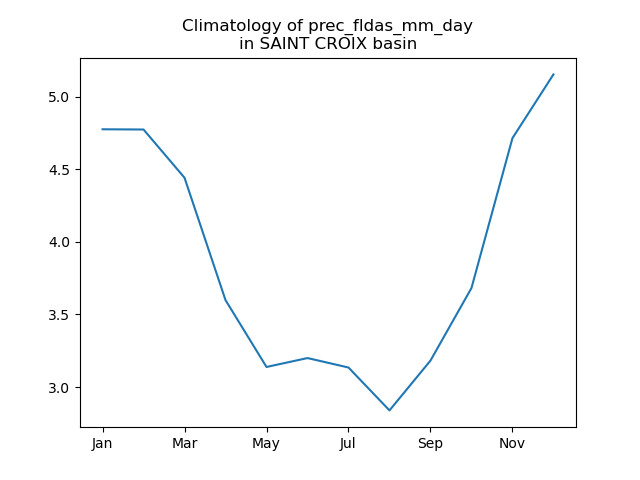 Climatology of prec_fldas_mm_day
in SAINT CROIX basin
5.0
4.5
4.0
3.5
3.0
Jan Mar May Jul Sep Nov